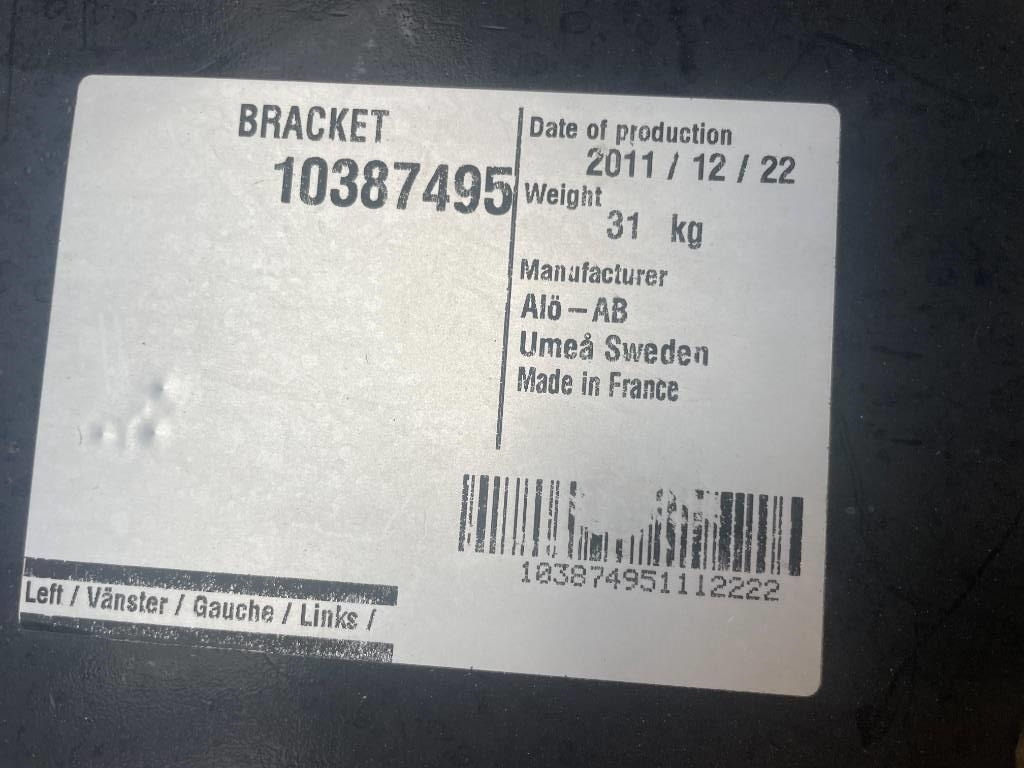 BRACKET
10387495
Date of production
2011 / 12 / 22
Weight
31 kg
Manufacturer
Alö – AB
Umeå Sweden
Made in France
103874951112222
Left / Vänster / Gauche / Links /